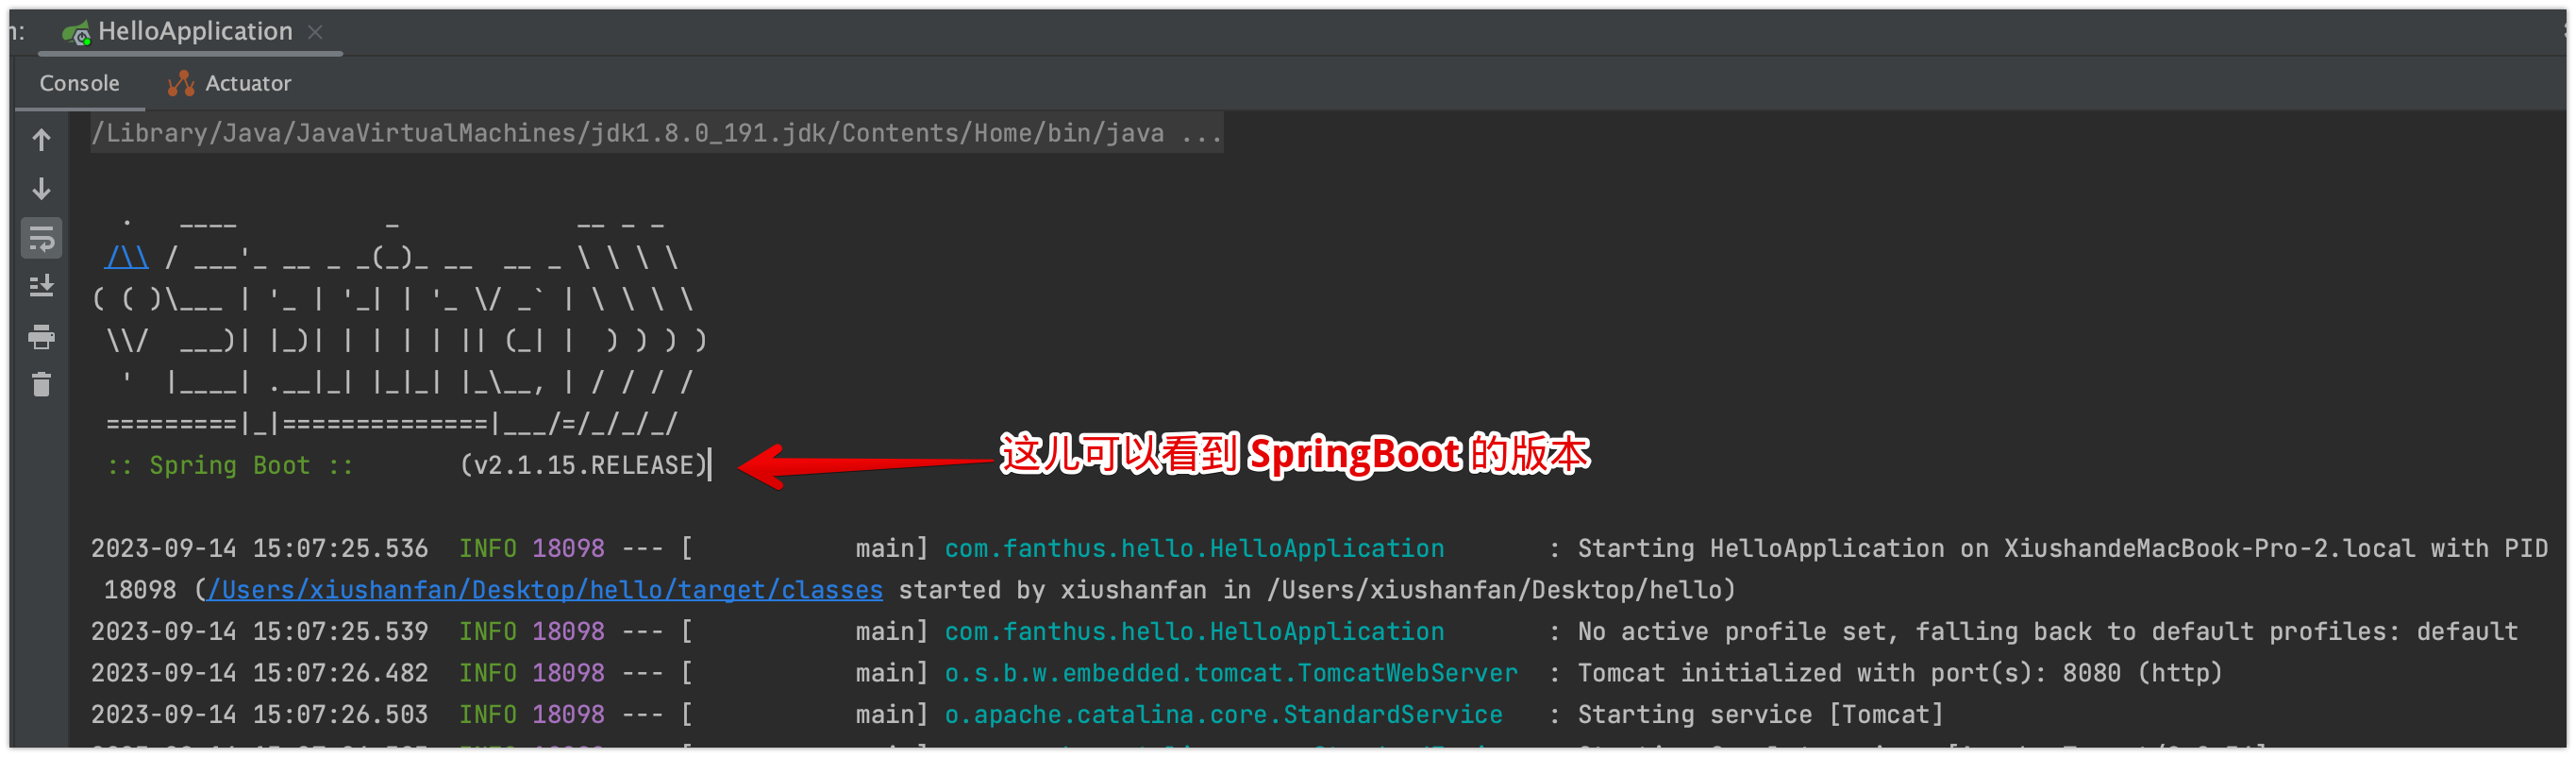 n:
HelloApplication ×
Console Actuator
/Library/Java/JavaVirtualMachines/jdk1.8.0_191.jdk/Contents/Home/bin/java ...
  .   ____          _            __ _ _
 /\\ / ___'_ __ _ _(_)_ __  __ _ \ \ \ \
( ( )\___ | '_ | '_| | '_ \/ _` | \ \ \ \
 \\/  ___)| |_)| | | | | || (_| |  ) ) ) )
  '  |____| .__|_| |_|_| |_\__, | / / / /
 =========|_|==============|___/=/_/_/_/
 :: Spring Boot ::       (v2.1.15.RELEASE)
这儿可以看到 SpringBoot 的版本
2023-09-14 15:07:25.536  INFO 18098 --- [           main] com.fanthus.hello.HelloApplication       : Starting HelloApplication on XiushandeMacBook-Pro-2.local with PID
 18098 (/Users/xiushanfan/Desktop/hello/target/classes started by xiushanfan in /Users/xiushanfan/Desktop/hello)
2023-09-14 15:07:25.539  INFO 18098 --- [           main] com.fanthus.hello.HelloApplication       : No active profile set, falling back to default profiles: default
2023-09-14 15:07:26.482  INFO 18098 --- [           main] o.s.b.w.embedded.tomcat.TomcatWebServer  : Tomcat initialized with port(s): 8080 (http)
2023-09-14 15:07:26.503  INFO 18098 --- [           main] o.apache.catalina.core.StandardService   : Starting service [Tomcat]